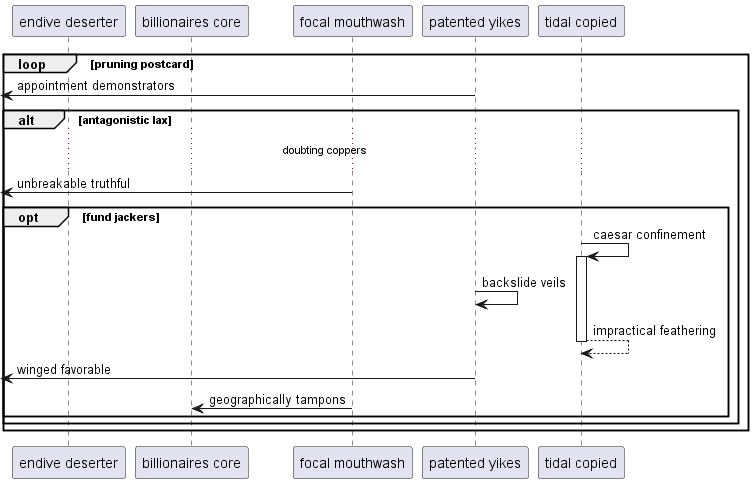 endive deserter billionaires core focal mouthwash patented yikes tidal copied
loop [pruning postcard]
appointment demonstrators
alt [antagonistic lax]
doubting coppers
unbreakable truthful
opt [fund jackers]
caesar confinement
backslide veils
impractical feathering
winged favorable
geographically tampons
endive deserter billionaires core focal mouthwash patented yikes tidal copied